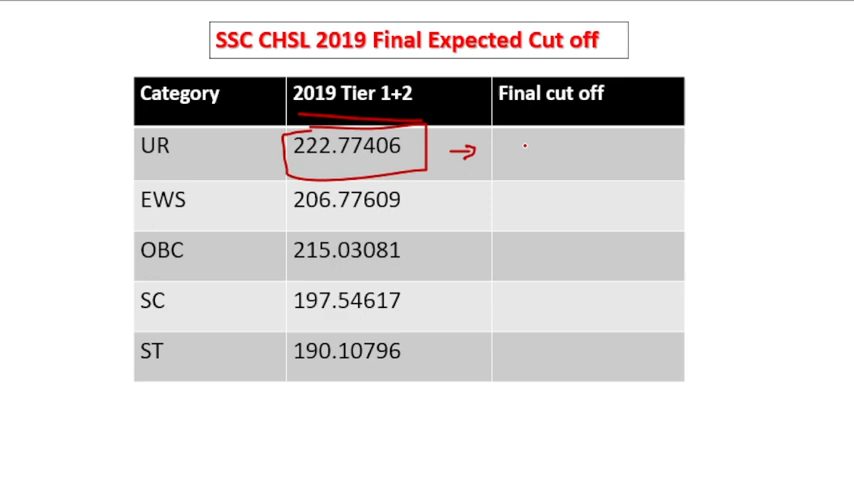 SSC CHSL 2019 Final Expected Cut off
Category 2019 Tier 1+2 Final cut off
UR 222.77406
EWS 206.77609
OBC 215.03081
SC 197.54617
ST 190.10796